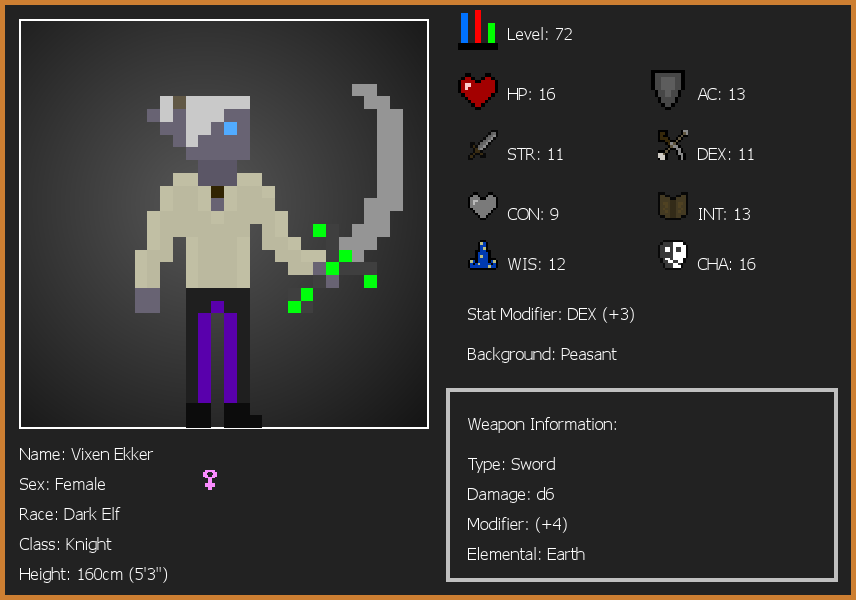 Level: 72
HP: 16
AC: 13
STR: 11
DEX: 11
CON: 9
INT: 13
WIS: 12
CHA: 16
Stat Modifier: DEX (+3)
Background: Peasant
Weapon Information:
Type: Sword
Damage: d6
Modifier: (+4)
Elemental: Earth
Name: Vixen Ekker
Sex: Female
Race: Dark Elf
Class: Knight
Height: 160cm (5'3")